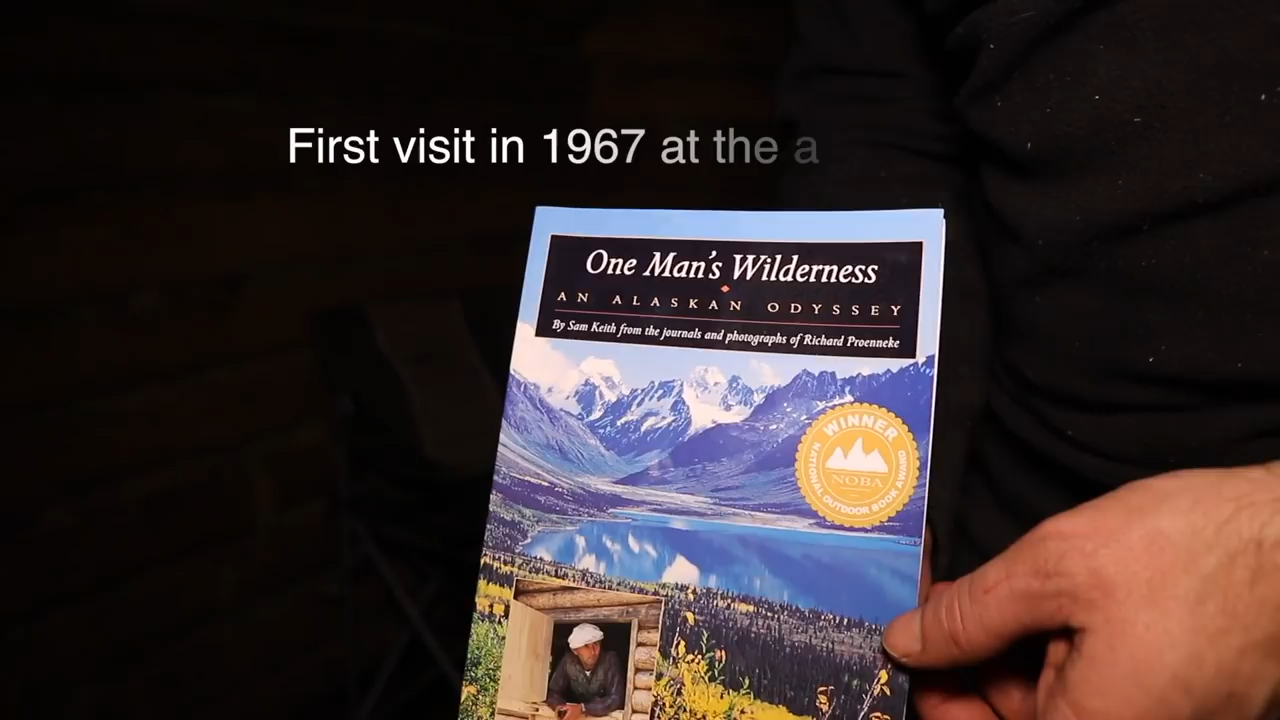 First visit in 1967 at the a
One Man's Wilderness
AN ALASKAN ODYSSEY
By Sam Keith from the journals and photographs of Richard Proenneke
WINNER
NOBA
NATIONAL OUTDOOR BOOK AWARD